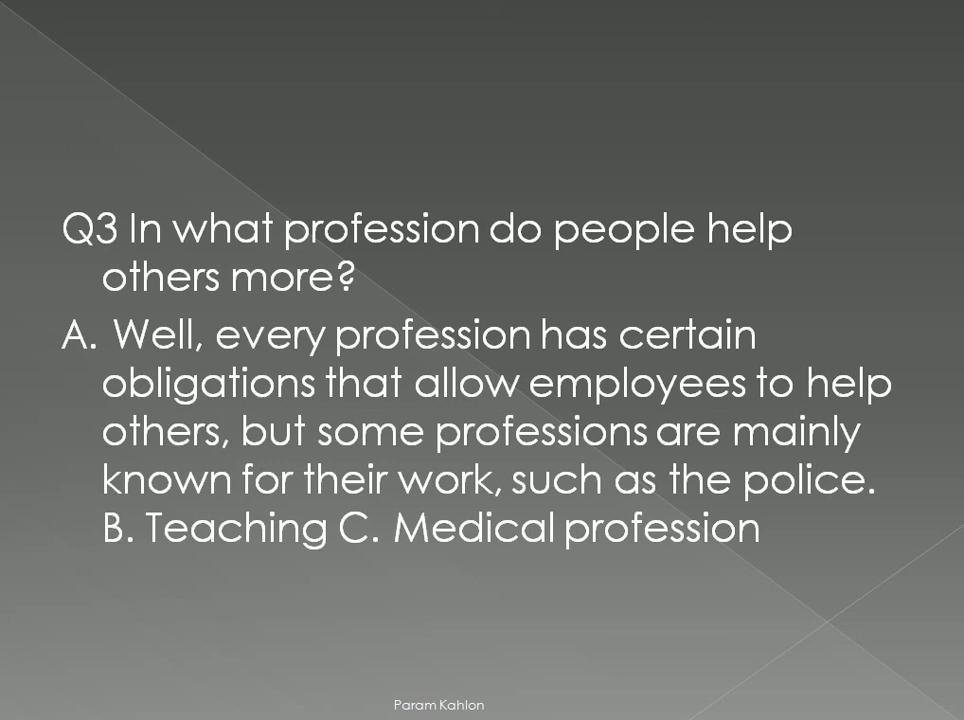 Q3 In what profession do people help
others more?
A. Well, every profession has certain
obligations that allow employees to help
others, but some professions are mainly
known for their work, such as the police.
B. Teaching C. Medical profession
Param Kahlon